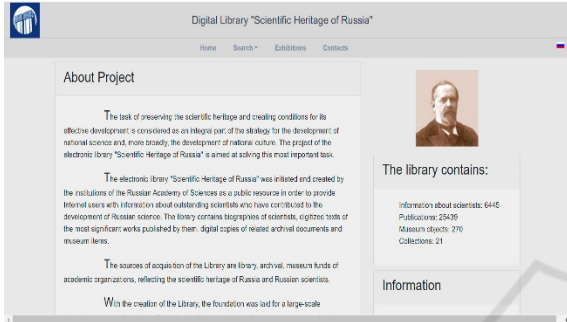 Digital Library "Scientific Heritage of Russia"
Home Search Exhibitions Contacts
About Project
The task of preserving the scientific heritage and creating conditions for its
effective development is considered as an integral part of the strategy for the development of
national science and, more broadly, the development of national culture. The project of the
electronic library "Scientific Heritage of Russia" is aimed at solving this most important task.
The electronic library "Scientific Heritage of Russia" was initiated and created by
the institutions of the Russian Academy of Sciences as a public resource in order to provide
Internet users with information about outstanding scientists who have contributed to the
development of Russian science. The library contains biographies of scientists, digitized texts of
the most significant works published by them, digital copies of related archival documents and
museum items.
The sources of acquisition of the Library are library, archival, museum funds of
academic organizations, reflecting the scientific heritage of Russia and Russian scientists.
With the creation of the Library, the foundation was laid for a large-scale
The library contains:
Information about scientists: 6445
Publications: 25439
Museum objects: 270
Collections: 21
Information